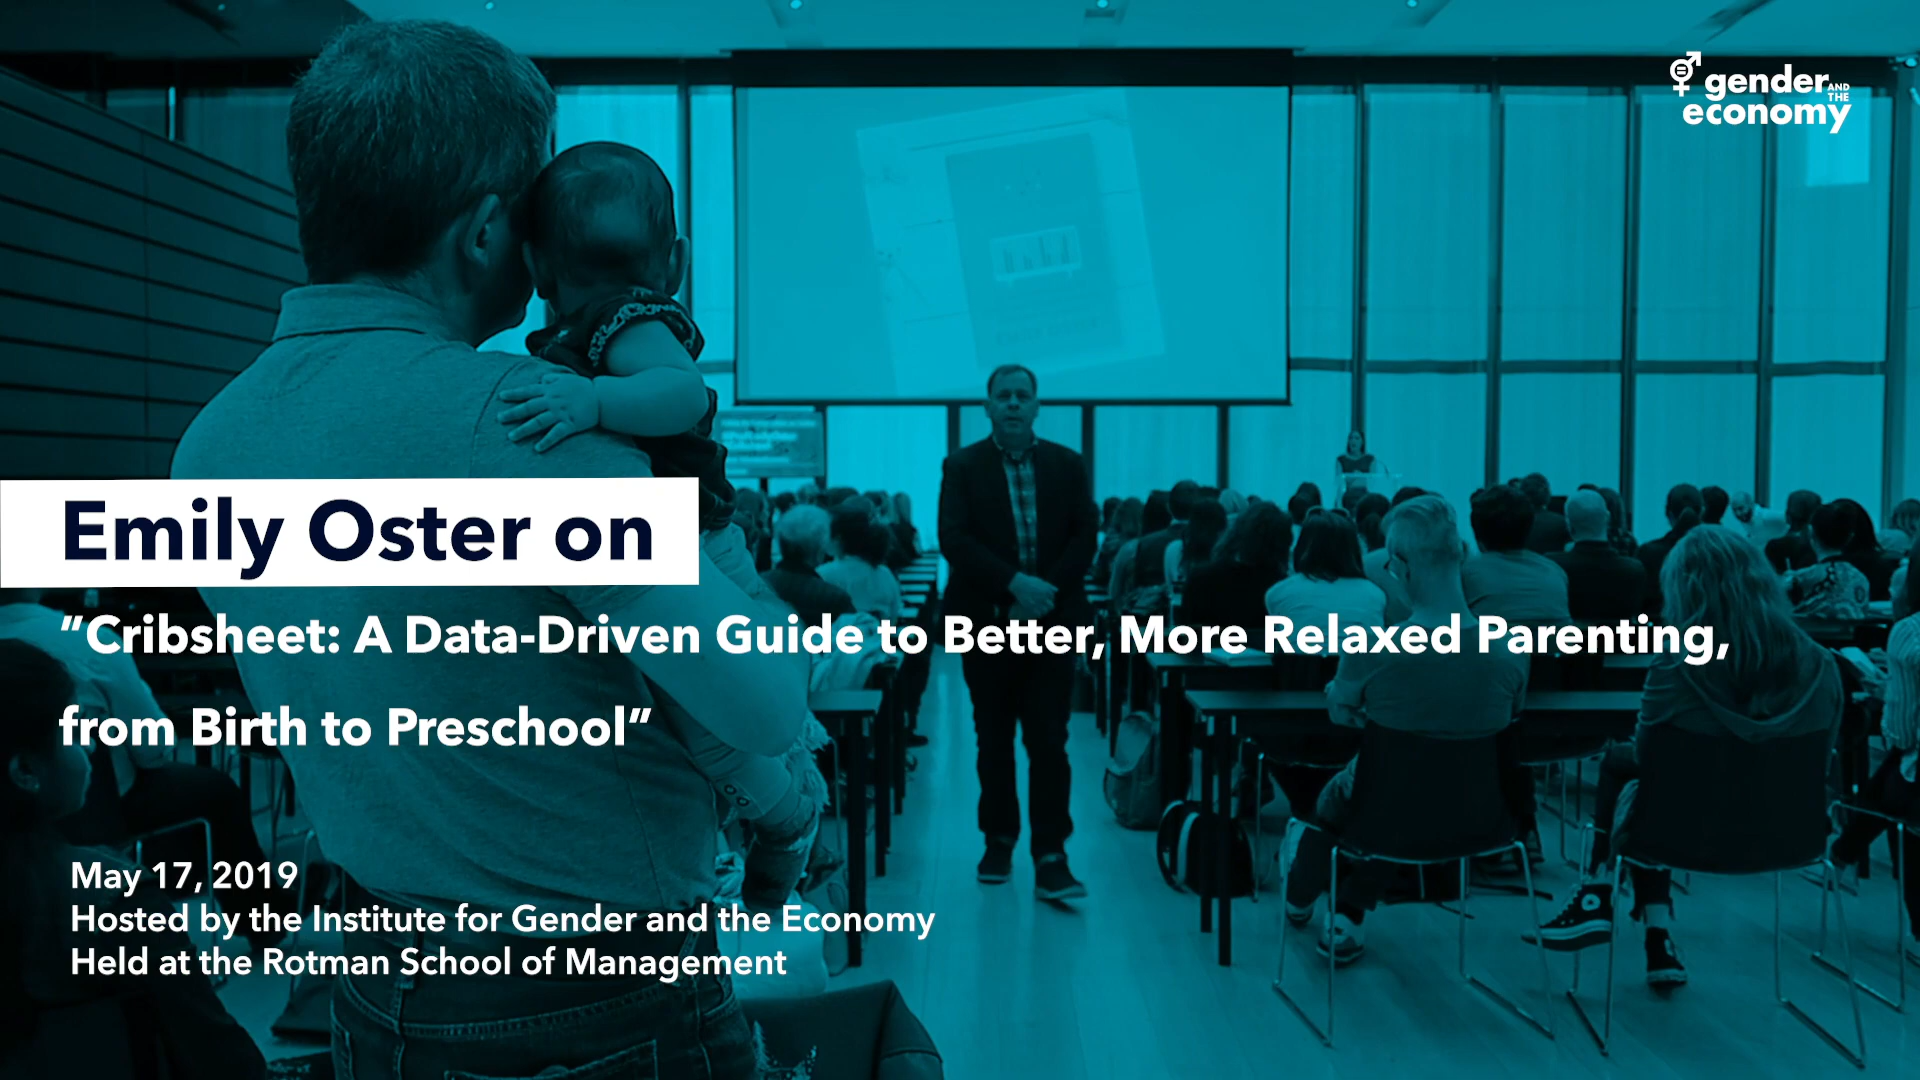 gender AND THE
economy
Emily Oster on
"Cribsheet: A Data-Driven Guide to Better, More Relaxed Parenting,
from Birth to Preschool"
May 17, 2019
Hosted by the Institute for Gender and the Economy
Held at the Rotman School of Management